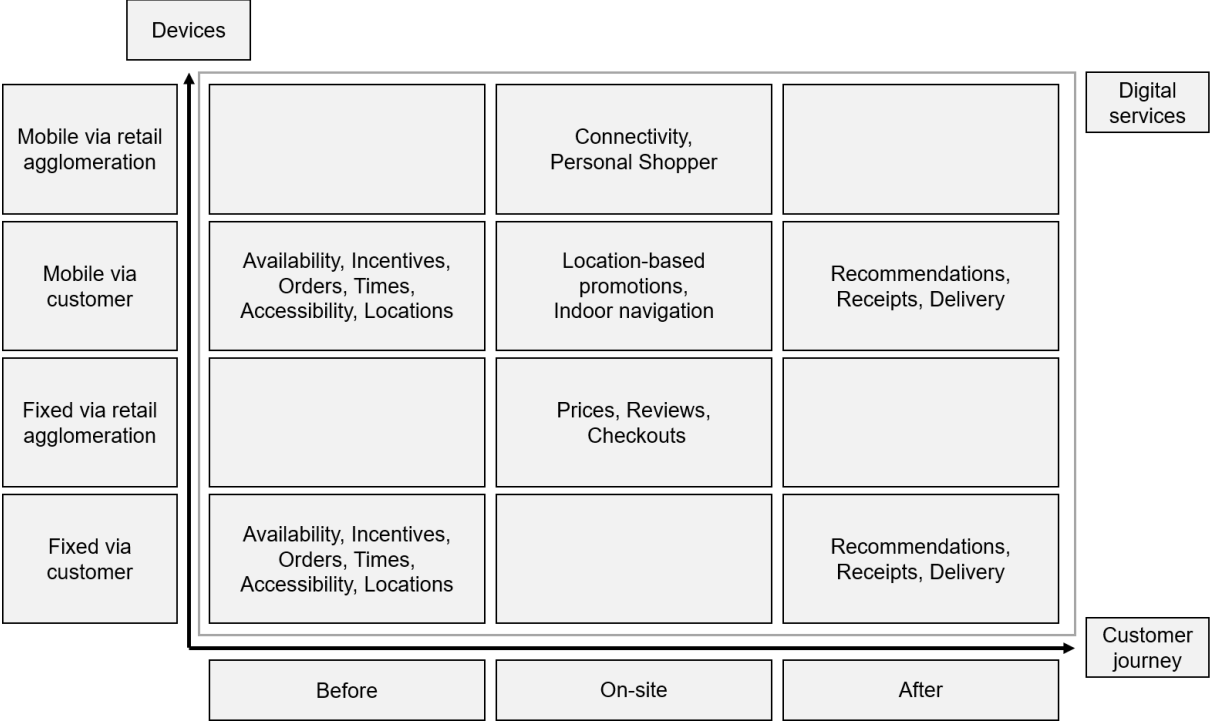 Devices
Digital
services
Mobile via retail
agglomeration
Connectivity,
Personal Shopper
Mobile via
customer
Availability, Incentives,
Orders, Times,
Accessibility, Locations
Location-based
promotions,
Indoor navigation
Recommendations,
Receipts, Delivery
Fixed via retail
agglomeration
Prices, Reviews,
Checkouts
Fixed via
customer
Availability, Incentives,
Orders, Times,
Accessibility, Locations
Recommendations,
Receipts, Delivery
Customer
journey
Before
On-site
After